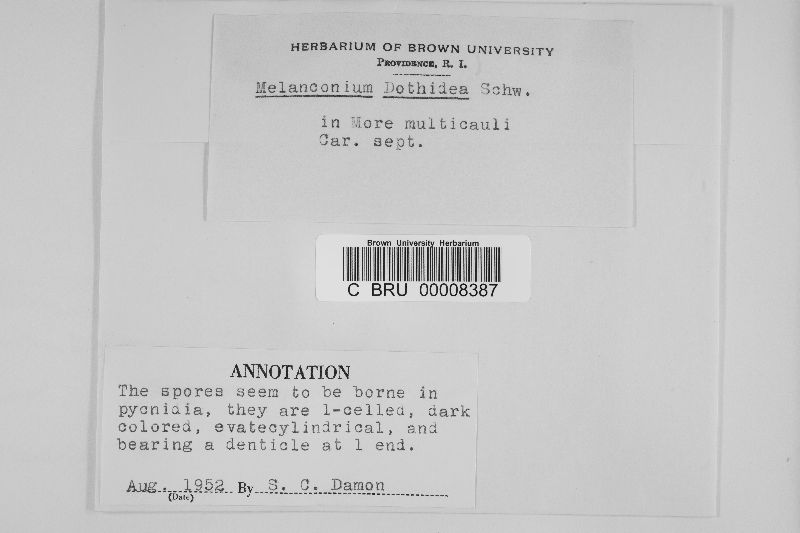 HERBARIUM OF BROWN UNIVERSITY
PROVIDENCE, R. I.
Melanconium Dothidea Schw.
in More multicauli
Car. sept.
Brown University Herbarium
C BRU 00008387
ANNOTATION
The spores seem to be borne in
pycnidia, they are 1-celled, dark
colored, evatecylindrical, and
bearing a denticle at 1 end.
Aug. 1952 By S. C. Damon
(Date)